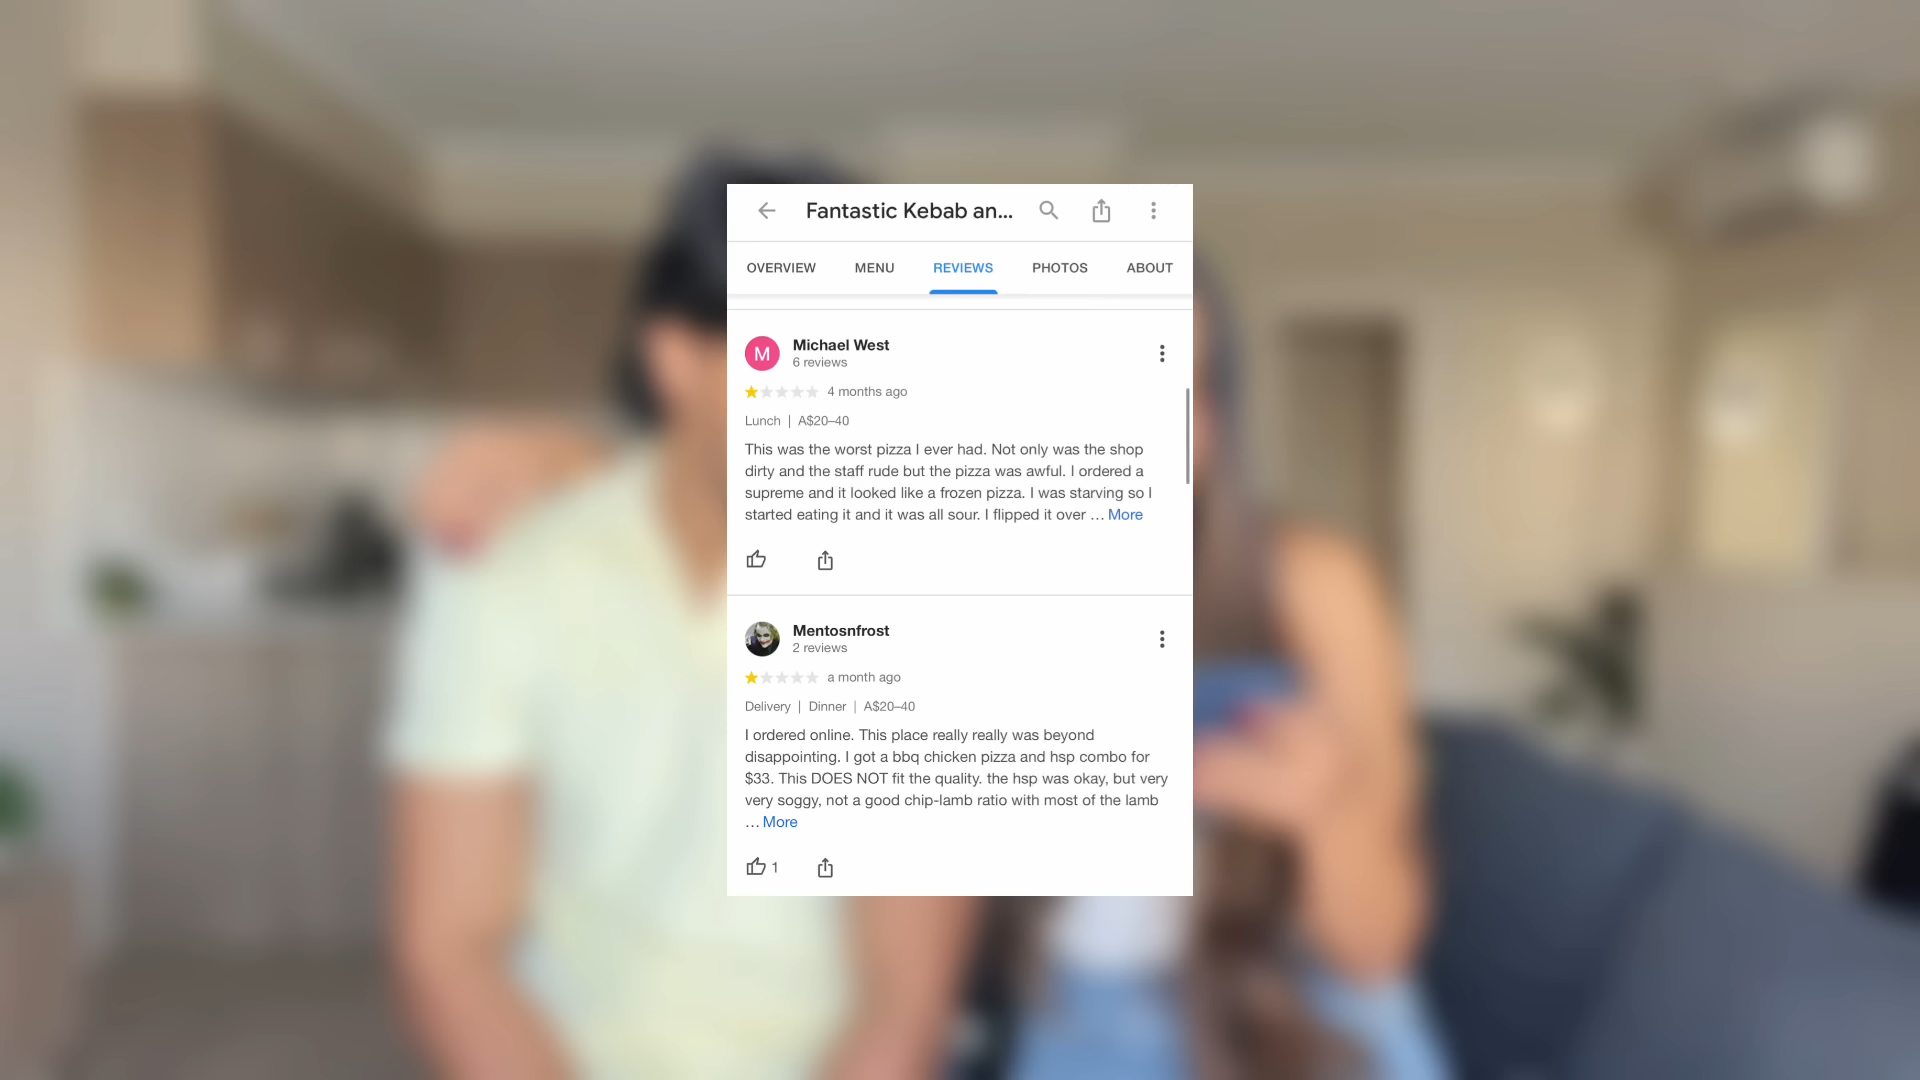 Fantastic Kebab an...
OVERVIEW MENU REVIEWS PHOTOS ABOUT
M
Michael West
6 reviews
4 months ago
Lunch | A$20–40
This was the worst pizza I ever had. Not only was the shop
dirty and the staff rude but the pizza was awful. I ordered a
supreme and it looked like a frozen pizza. I was starving so I
started eating it and it was all sour. I flipped it over … More
Mentosnfrost
2 reviews
a month ago
Delivery | Dinner | A$20–40
I ordered online. This place really really was beyond
disappointing. I got a bbq chicken pizza and hsp combo for
$33. This DOES NOT fit the quality. the hsp was okay, but very
very soggy, not a good chip-lamb ratio with most of the lamb
… More
1